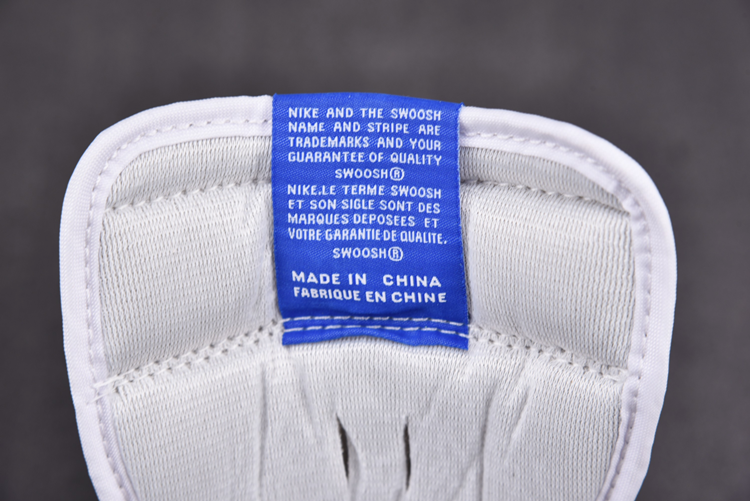 NIKE AND THE SWOOSH
NAME AND STRIPE ARE
TRADEMARKS AND YOUR
GUARANTEE OF QUALITY
SWOOSH®
NIKE.LE TERME SWOOSH
ET SON SIGLE SONT DES
MARQUES DEPOSEES ET
VOTRE GARANTIE DE QUALITE.
SWOOSH®
MADE IN CHINA
FABRIQUE EN CHINE